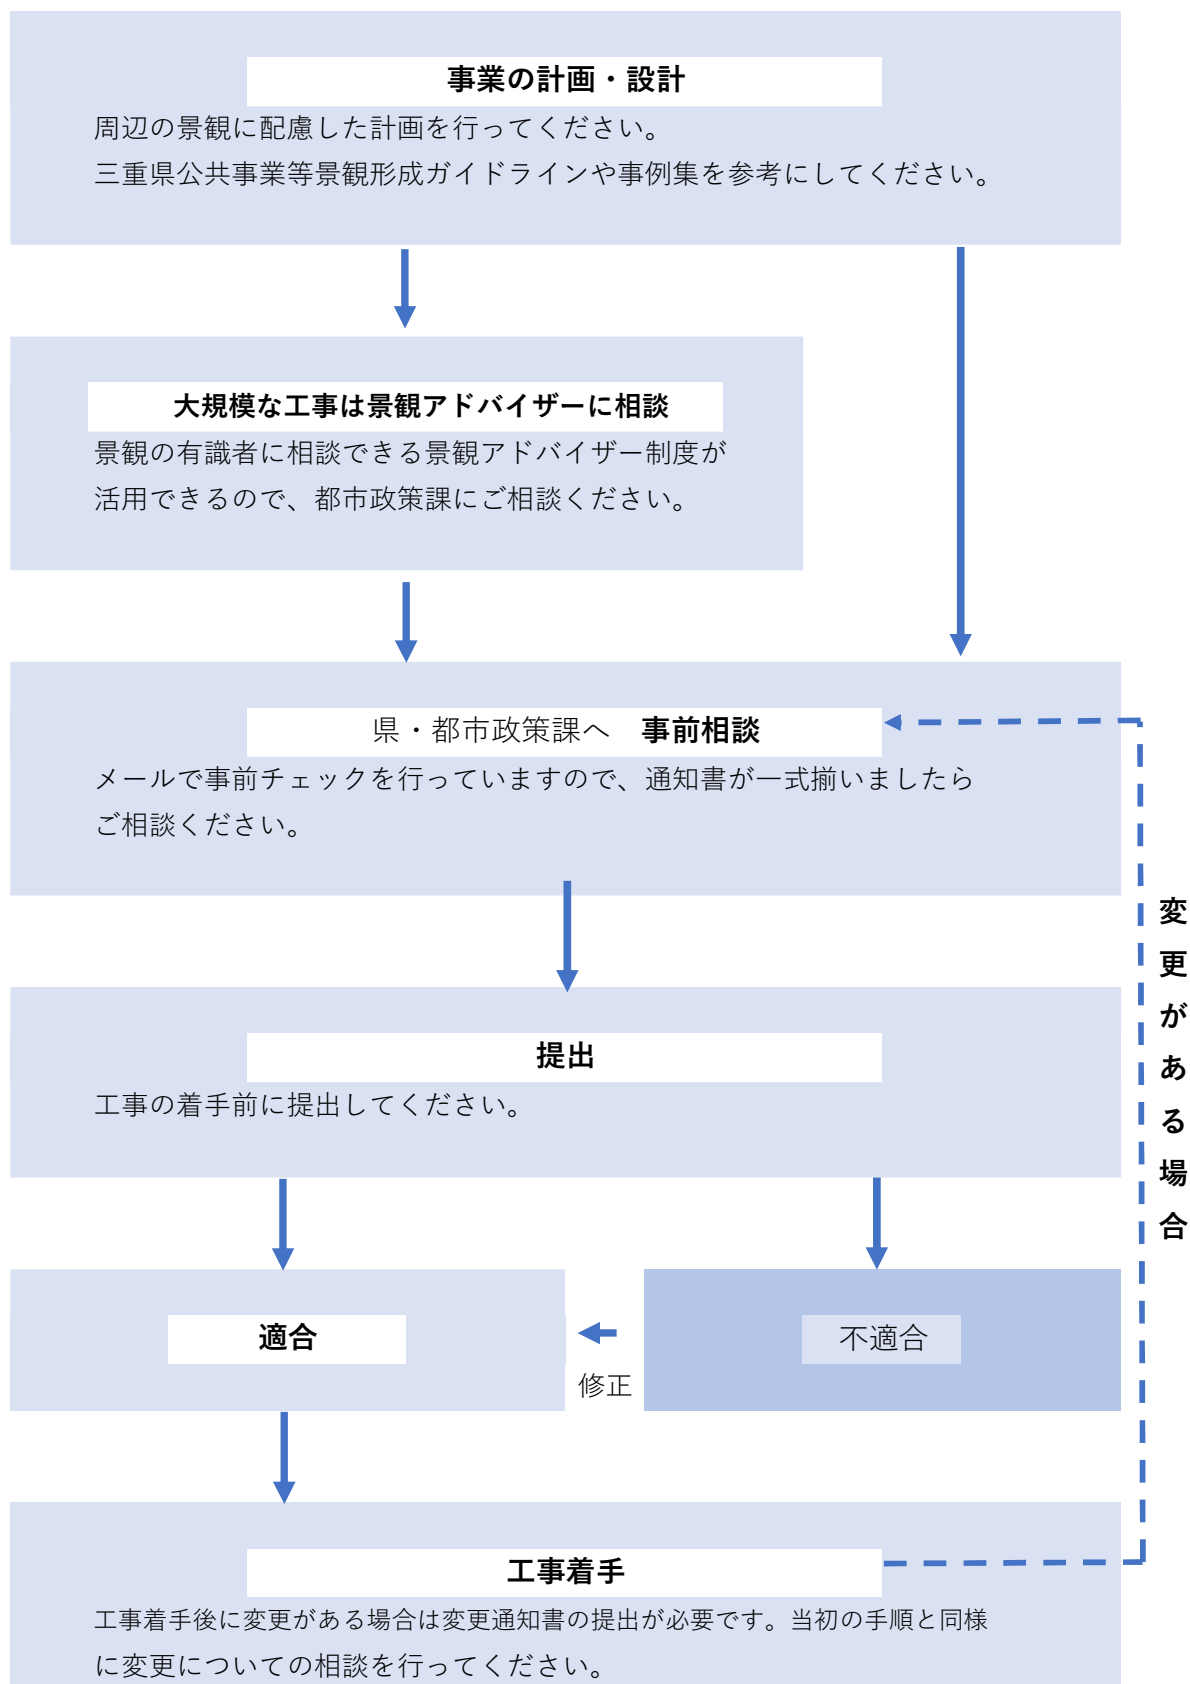 事業の計画・設計
周辺の景観に配慮した計画を行ってください。
三重県公共事業等景観形成ガイドラインや事例集を参考にしてください。
大規模な工事は景観アドバイザーに相談
景観の有識者に相談できる景観アドバイザー制度が
活用できるので、都市政策課にご相談ください。
県・都市政策課へ　事前相談
メールで事前チェックを行っていますので、通知書が一式揃いましたら
ご相談ください。
変更がある場合
提出
工事の着手前に提出してください。
適合
修正
不適合
工事着手
工事着手後に変更がある場合は変更通知書の提出が必要です。当初の手順と同様
に変更についての相談を行ってください。